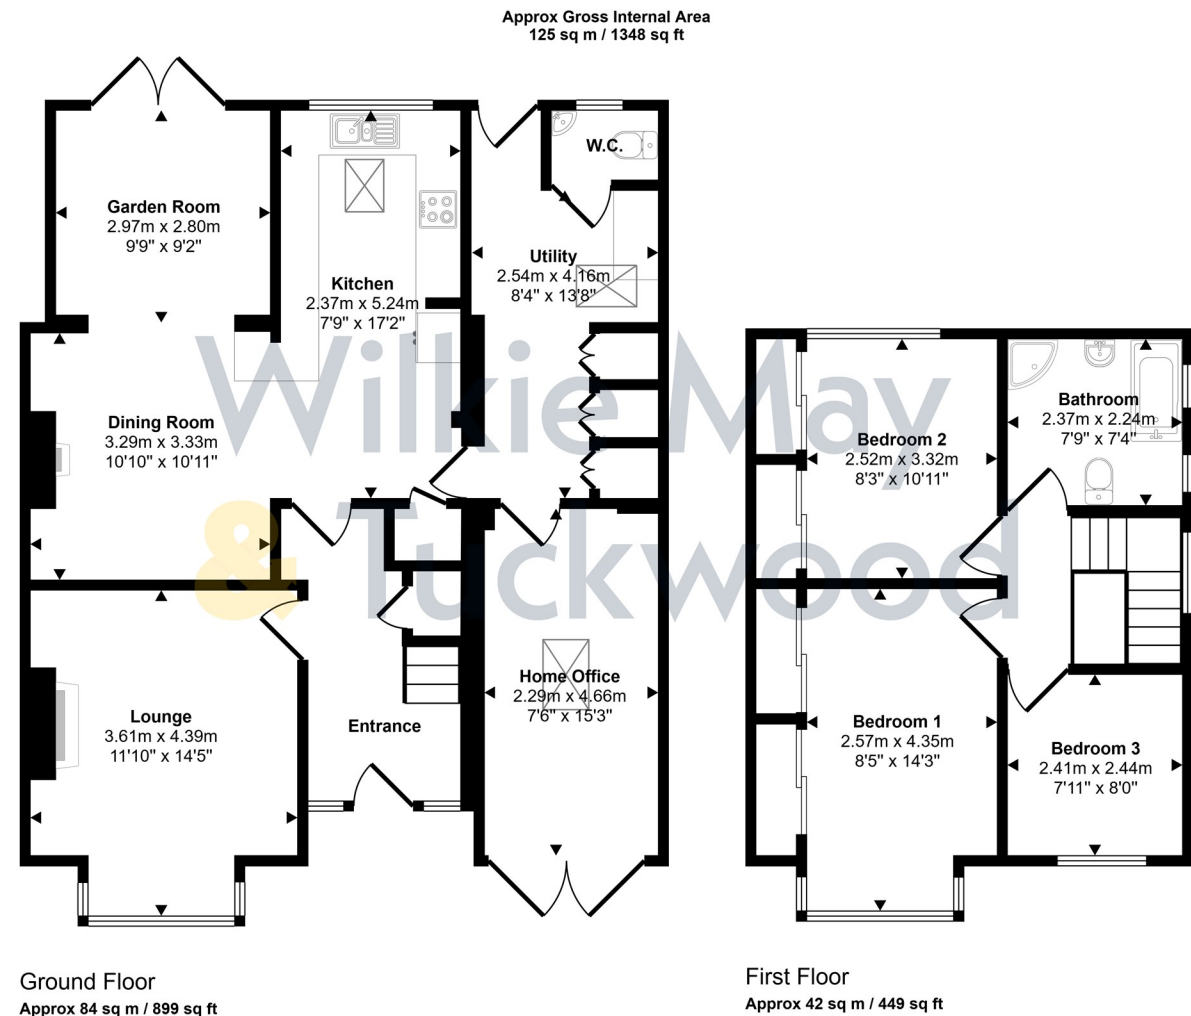 Approx Gross Internal Area
125 sq m / 1348 sq ft
Garden Room
2.97m x 2.80m
9'9" x 9'2"
Kitchen
2.37m x 5.24m
7'9" x 17'2"
W.C.
Utility
2.54m x 4.16m
8'4" x 13'8"
Dining Room
3.29m x 3.33m
10'10" x 10'11"
Lounge
3.61m x 4.39m
11'10" x 14'5"
Entrance
Home Office
2.29m x 4.66m
7'6" x 15'3"
Bedroom 2
2.52m x 3.32m
8'3" x 10'11"
Bathroom
2.37m x 2.24m
7'9" x 7'4"
Bedroom 1
2.57m x 4.35m
8'5" x 14'3"
Bedroom 3
2.41m x 2.44m
7'11" x 8'0"
Wilkie May
& Tuckwood
Ground Floor
Approx 84 sq m / 899 sq ft
First Floor
Approx 42 sq m / 449 sq ft